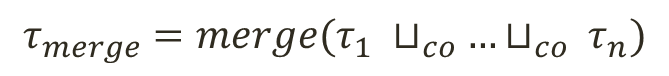 τ_merge = merge(τ_1 ⊔_co … ⊔_co τ_n)